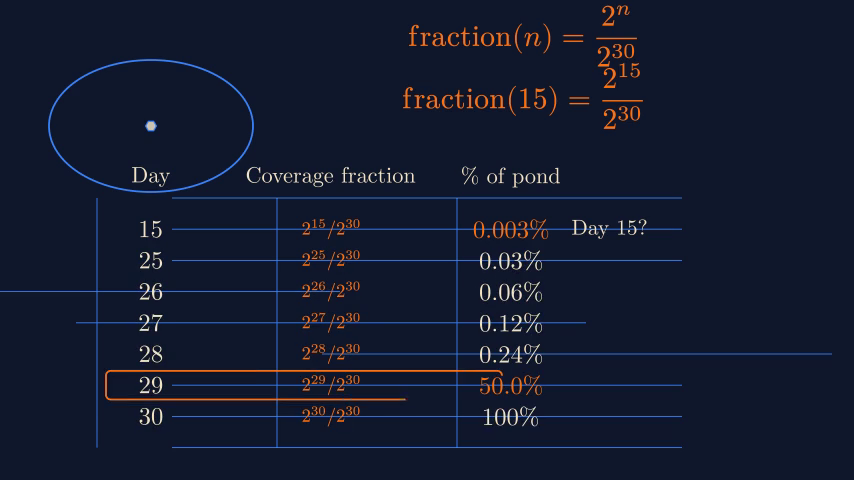 fraction(n) = 2^n / 2^30
fraction(15) = 2^15 / 2^30
Day Coverage fraction % of pond
15 2^15/2^30 0.003% Day 15?
25 2^25/2^30 0.03%
26 2^26/2^30 0.06%
27 2^27/2^30 0.12%
28 2^28/2^30 0.24%
29 2^29/2^30 50.0%
30 2^30/2^30 100%